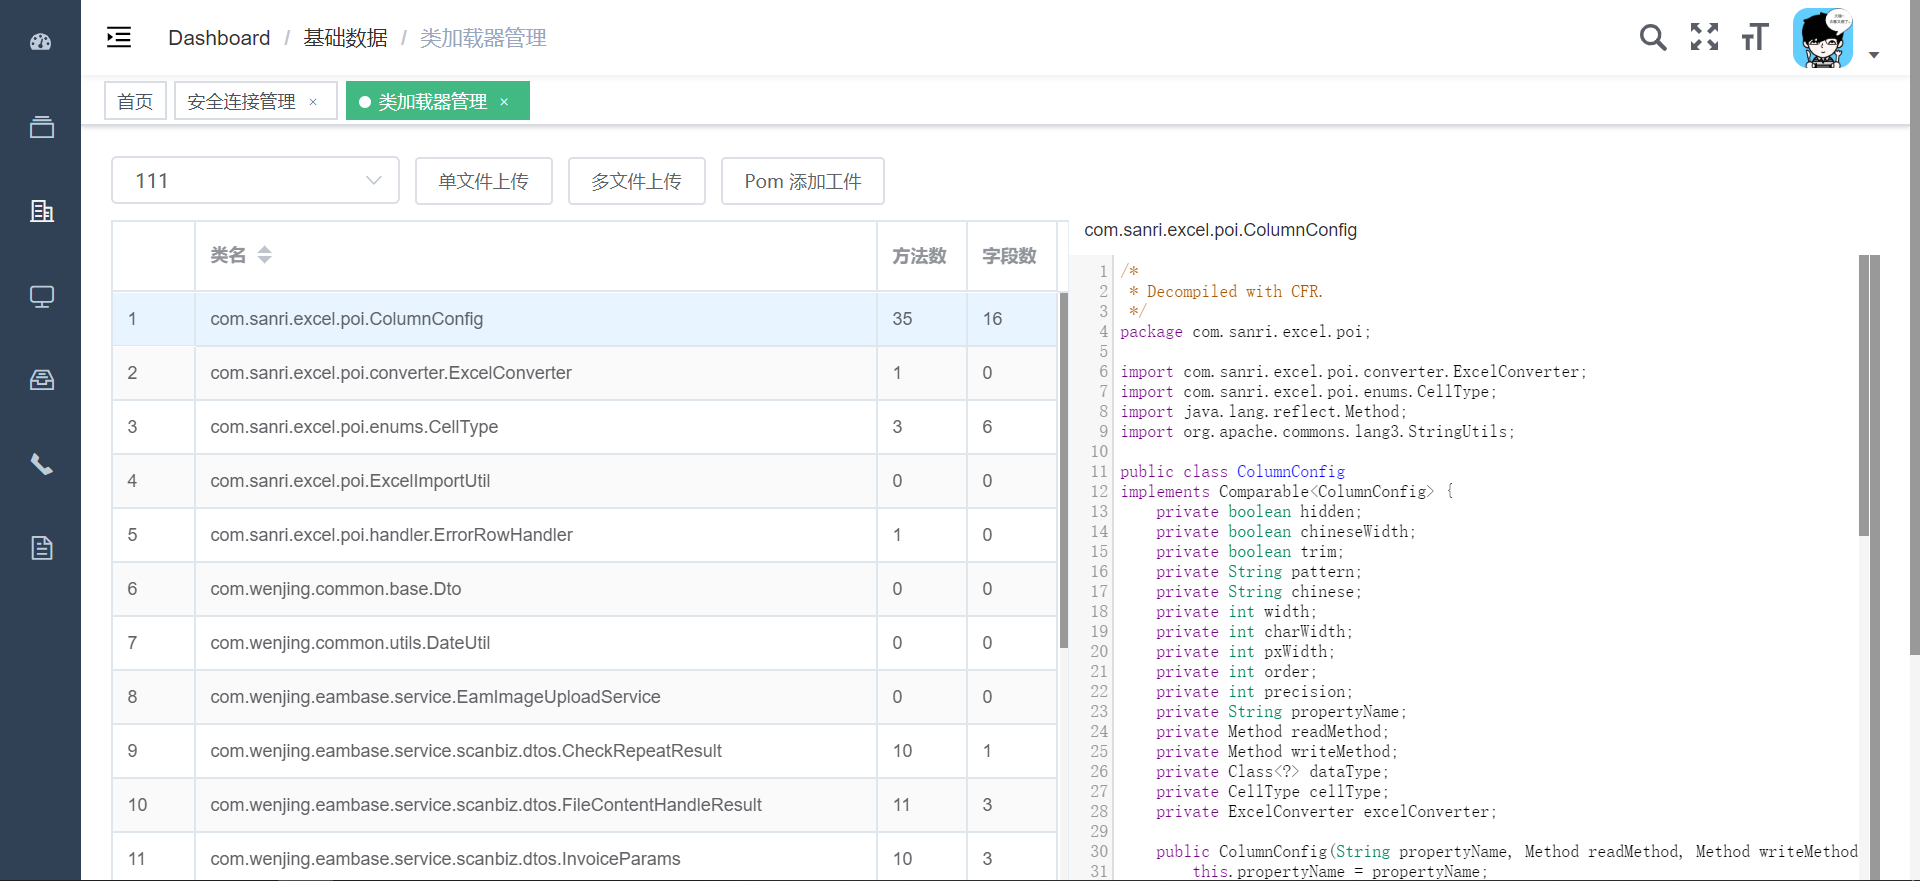 Dashboard / 基础数据 / 类加载器管理
首页 安全连接管理 × 类加载器管理 ×
111 单文件上传 多文件上传 Pom 添加工件
类名 方法数 字段数
1 com.sanri.excel.poi.ColumnConfig 35 16
2 com.sanri.excel.poi.converter.ExcelConverter 1 0
3 com.sanri.excel.poi.enums.CellType 3 6
4 com.sanri.excel.poi.ExcelImportUtil 0 0
5 com.sanri.excel.poi.handler.ErrorRowHandler 1 0
6 com.wenjing.common.base.Dto 0 0
7 com.wenjing.common.utils.DateUtil 0 0
8 com.wenjing.eambase.service.EamImageUploadService 0 0
9 com.wenjing.eambase.service.scanbiz.dtos.CheckRepeatResult 10 1
10 com.wenjing.eambase.service.scanbiz.dtos.FileContentHandleResult 11 3
11 com.wenjing.eambase.service.scanbiz.dtos.InvoiceParams 10 3
com.sanri.excel.poi.ColumnConfig
1 /*
2  * Decompiled with CFR.
3  */
4 package com.sanri.excel.poi;
5
6 import com.sanri.excel.poi.converter.ExcelConverter;
7 import com.sanri.excel.poi.enums.CellType;
8 import java.lang.reflect.Method;
9 import org.apache.commons.lang3.StringUtils;
10
11 public class ColumnConfig
12 implements Comparable<ColumnConfig> {
13     private boolean hidden;
14     private boolean chineseWidth;
15     private boolean trim;
16     private String pattern;
17     private String chinese;
18     private int width;
19     private int charWidth;
20     private int pxWidth;
21     private int order;
22     private int precision;
23     private String propertyName;
24     private Method readMethod;
25     private Method writeMethod;
26     private Class<?> dataType;
27     private CellType cellType;
28     private ExcelConverter excelConverter;
29
30     public ColumnConfig(String propertyName, Method readMethod, Method writeMethod
31         this.propertyName = propertyName;